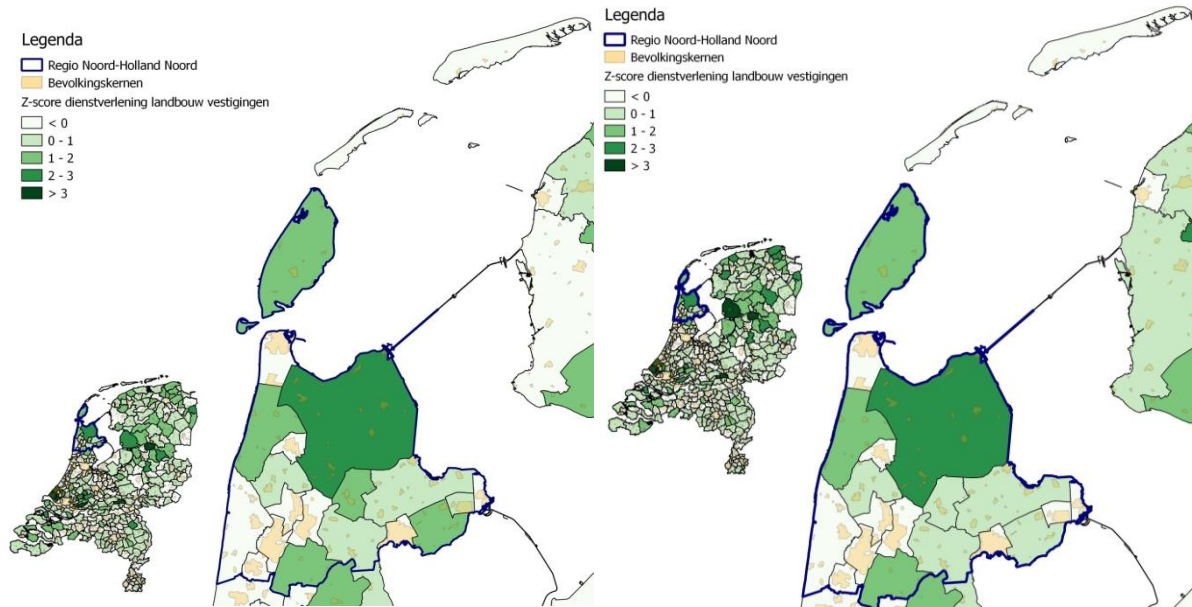 Legenda
Regio Noord-Holland Noord
Bevolkingskernen
Z-score dienstverlening landbouw vestigingen
< 0
0 - 1
1 - 2
2 - 3
> 3
Legenda
Regio Noord-Holland Noord
Bevolkingskernen
Z-score dienstverlening landbouw vestigingen
< 0
0 - 1
1 - 2
2 - 3
> 3